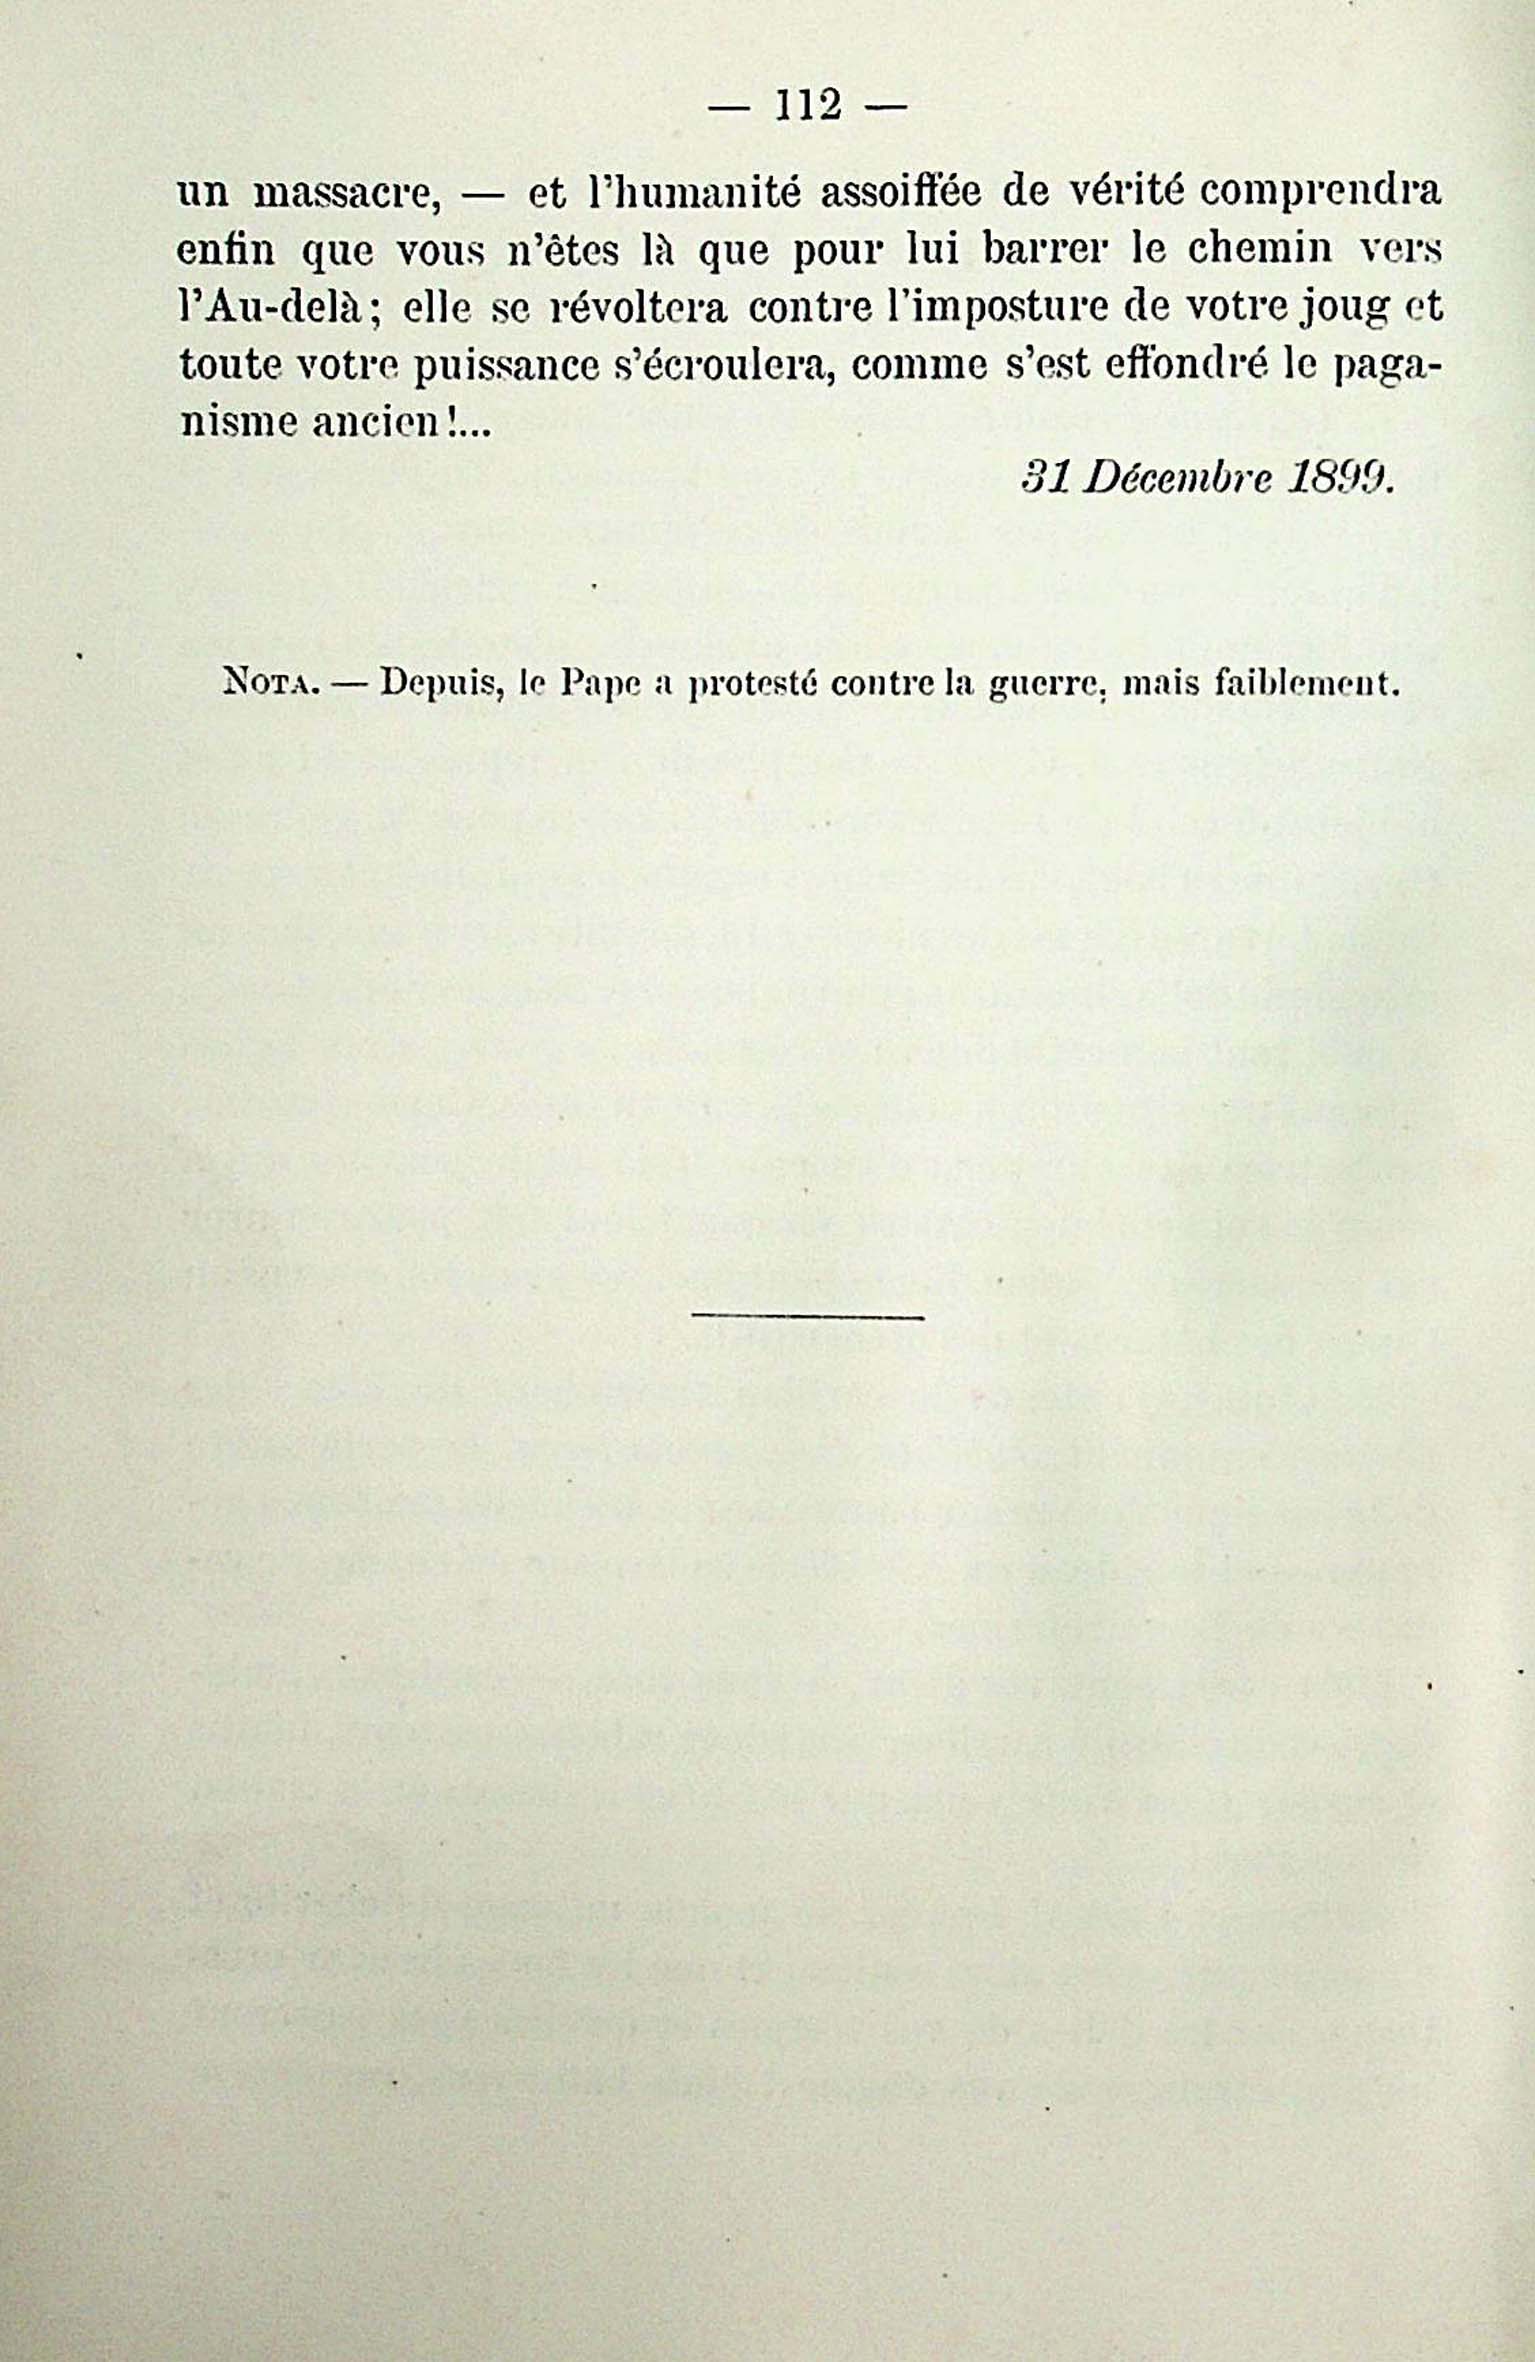 — 112 —
un massacre, — et l'humanité assoiffée de vérité comprendra
enfin que vous n'êtes là que pour lui barrer le chemin vers
l'Au-delà; elle se révoltera contre l'imposture de votre joug et
toute votre puissance s'écroulera, comme s'est effondré le paga-
nisme ancien!...
31 Décembre 1899.
NOTA. — Depuis, le Pape a protesté contre la guerre, mais faiblement.